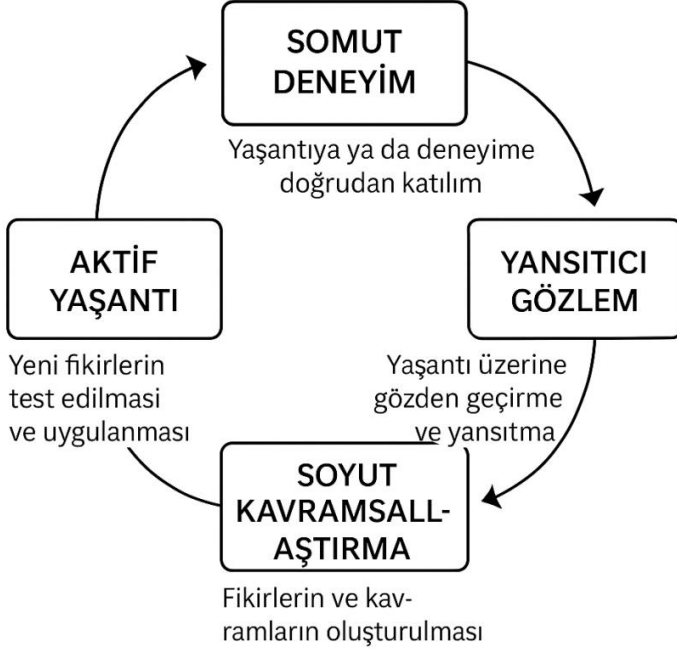 SOMUT
DENEYİM
Yaşantıya ya da deneyime
doğrudan katılım
YANSITICI
GÖZLEM
Yaşantı üzerine
gözden geçirme
ve yansıtma
SOYUT
KAVRAMSALL-
AŞTIRMA
Fikirlerin ve kav-
ramların oluşturulması
AKTİF
YAŞANTI
Yeni fikirlerin
test edilmasi
ve uygulanması